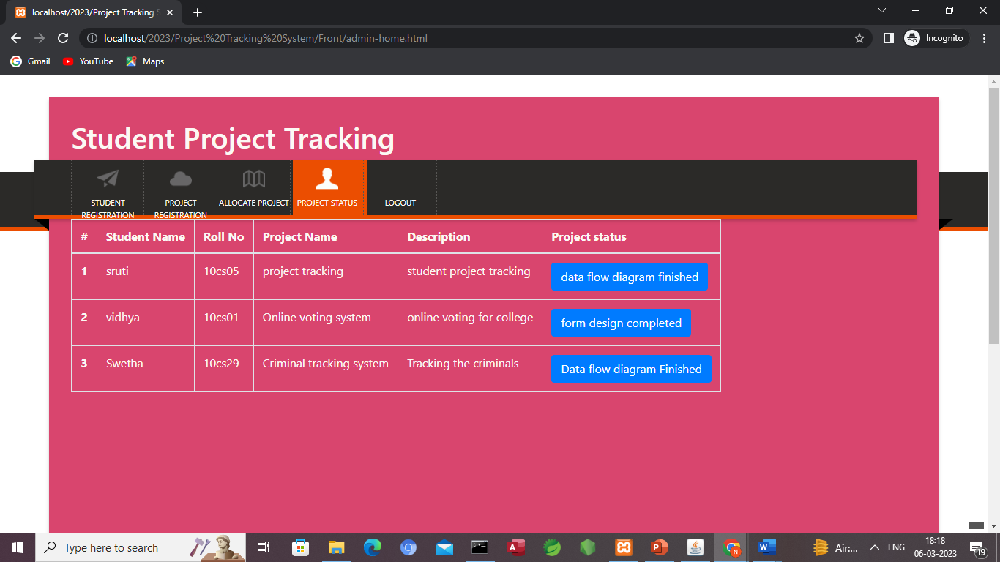 localhost/2023/Project Tracking S
localhost/2023/Project%20Tracking%20System/Front/admin-home.html
Incognito
Gmail YouTube Maps
Student Project Tracking
STUDENT REGISTRATION
PROJECT REGISTRATION
ALLOCATE PROJECT
PROJECT STATUS
LOGOUT
# Student Name Roll No Project Name Description Project status
1 sruti 10cs05 project tracking student project tracking data flow diagram finished
2 vidhya 10cs01 Online voting system online voting for college form design completed
3 Swetha 10cs29 Criminal tracking system Tracking the criminals Data flow diagram Finished
Type here to search
Air:...
ENG
18:18
06-03-2023
19